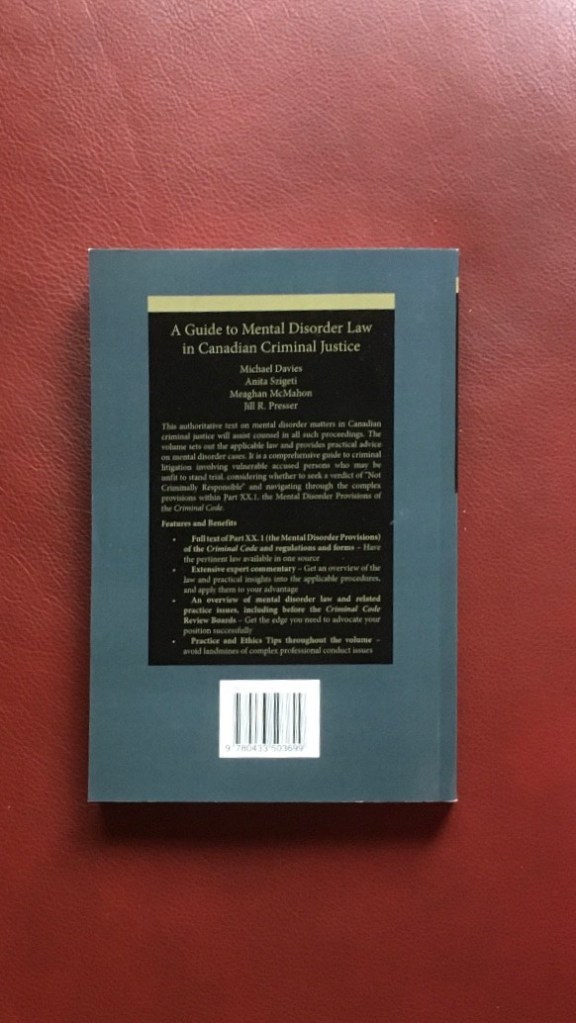 A Guide to Mental Disorder Law
in Canadian Criminal Justice
Michael Davies
Anita Szigeti
Meaghan McMahon
Jill R. Presser
This authoritative text on mental disorder matters in Canadian
criminal justice will assist counsel in all such proceedings. The
volume sets out the applicable law and provides practical advice
on mental disorder cases. It is a comprehensive guide to criminal
litigation involving vulnerable accused persons who may be
unfit to stand trial, considering whether to seek a verdict of "Not
Criminally Responsible" and navigating through the complex
provisions within Part XX.1, the Mental Disorder Provisions of
the Criminal Code.
Features and Benefits
• Full text of Part XX.1 (the Mental Disorder Provisions)
of the Criminal Code and regulations and forms – Have
the pertinent law available in one source
• Extensive expert commentary – Get an overview of the
law and practical insights into the applicable procedures,
and apply them to your advantage
• An overview of mental disorder law and related
practice issues, including before the Criminal Code
Review Boards – Get the edge you need to advocate your
position successfully
• Practice and Ethics Tips throughout the volume –
avoid landmines of complex professional conduct issues
9 780433 503699